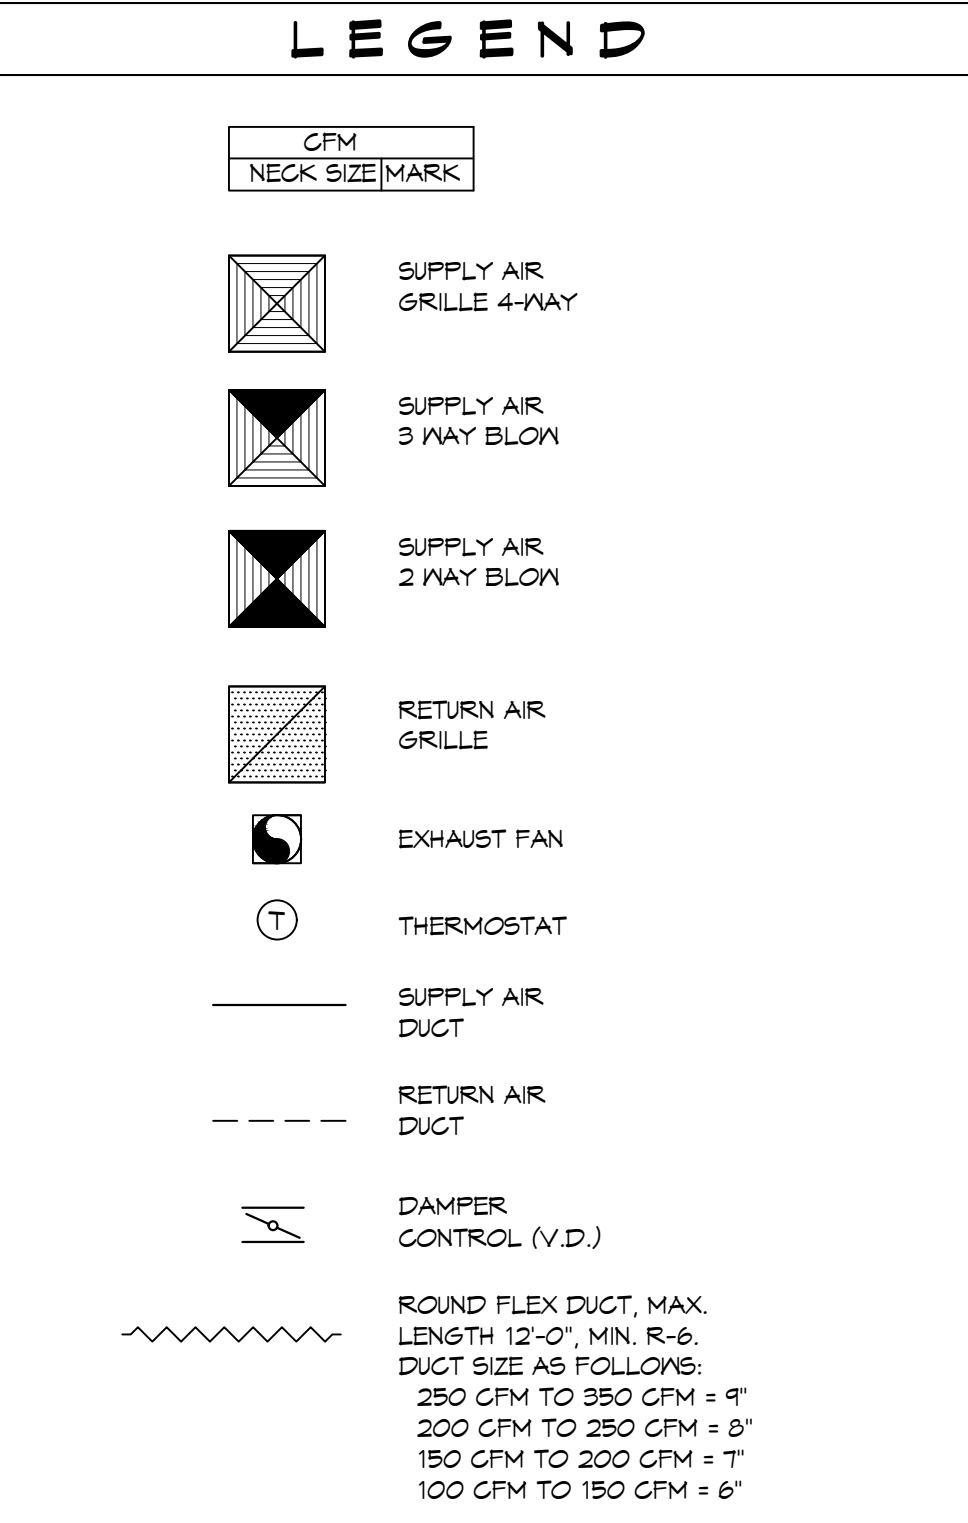 LEGEND
CFM
NECK SIZE MARK
SUPPLY AIR
GRILLE 4-WAY
SUPPLY AIR
3 WAY BLOW
SUPPLY AIR
2 WAY BLOW
RETURN AIR
GRILLE
EXHAUST FAN
T THERMOSTAT
SUPPLY AIR
DUCT
RETURN AIR
DUCT
DAMPER
CONTROL (V.D.)
ROUND FLEX DUCT, MAX.
LENGTH 12'-0", MIN. R-6.
DUCT SIZE AS FOLLOWS:
250 CFM TO 350 CFM = 9"
200 CFM TO 250 CFM = 8"
150 CFM TO 200 CFM = 7"
100 CFM TO 150 CFM = 6"